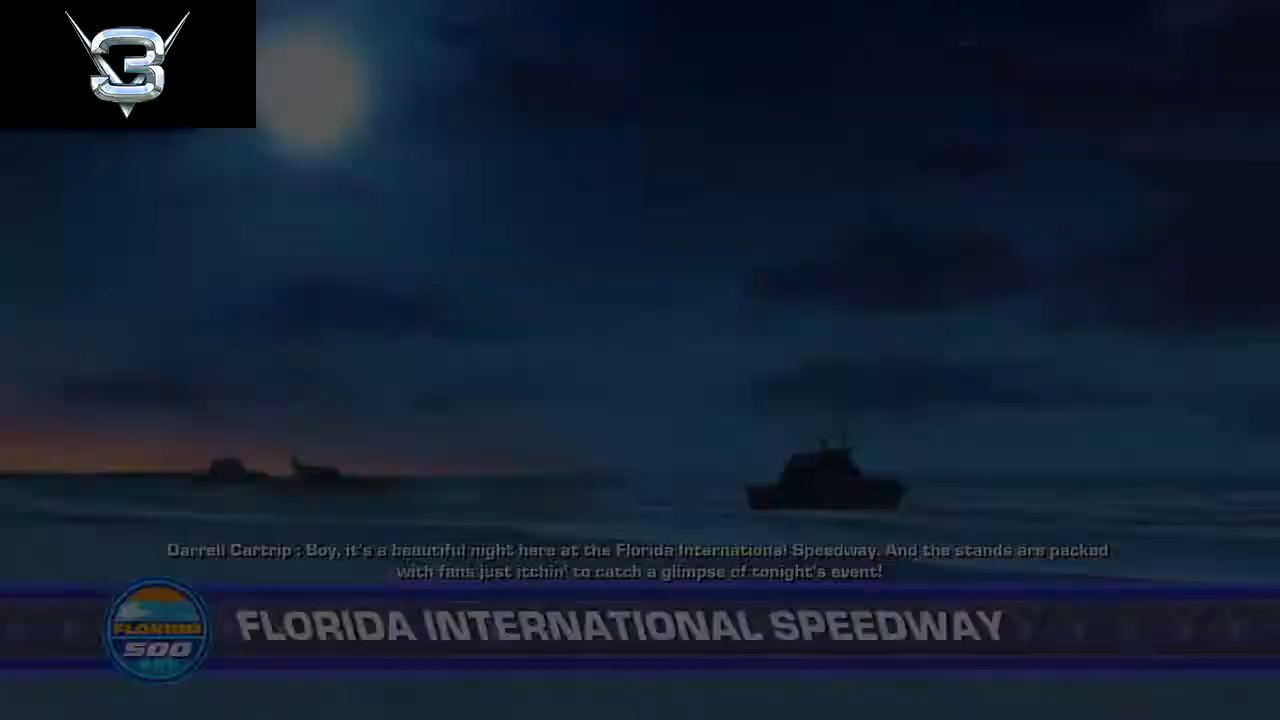 3
Darrell Cartrip : Boy, it's a beautiful night here at the Florida International Speedway. And the stands are packed
with fans just itchin' to catch a glimpse of tonight's event!
FLORIDA
500
FLORIDA INTERNATIONAL SPEEDWAY